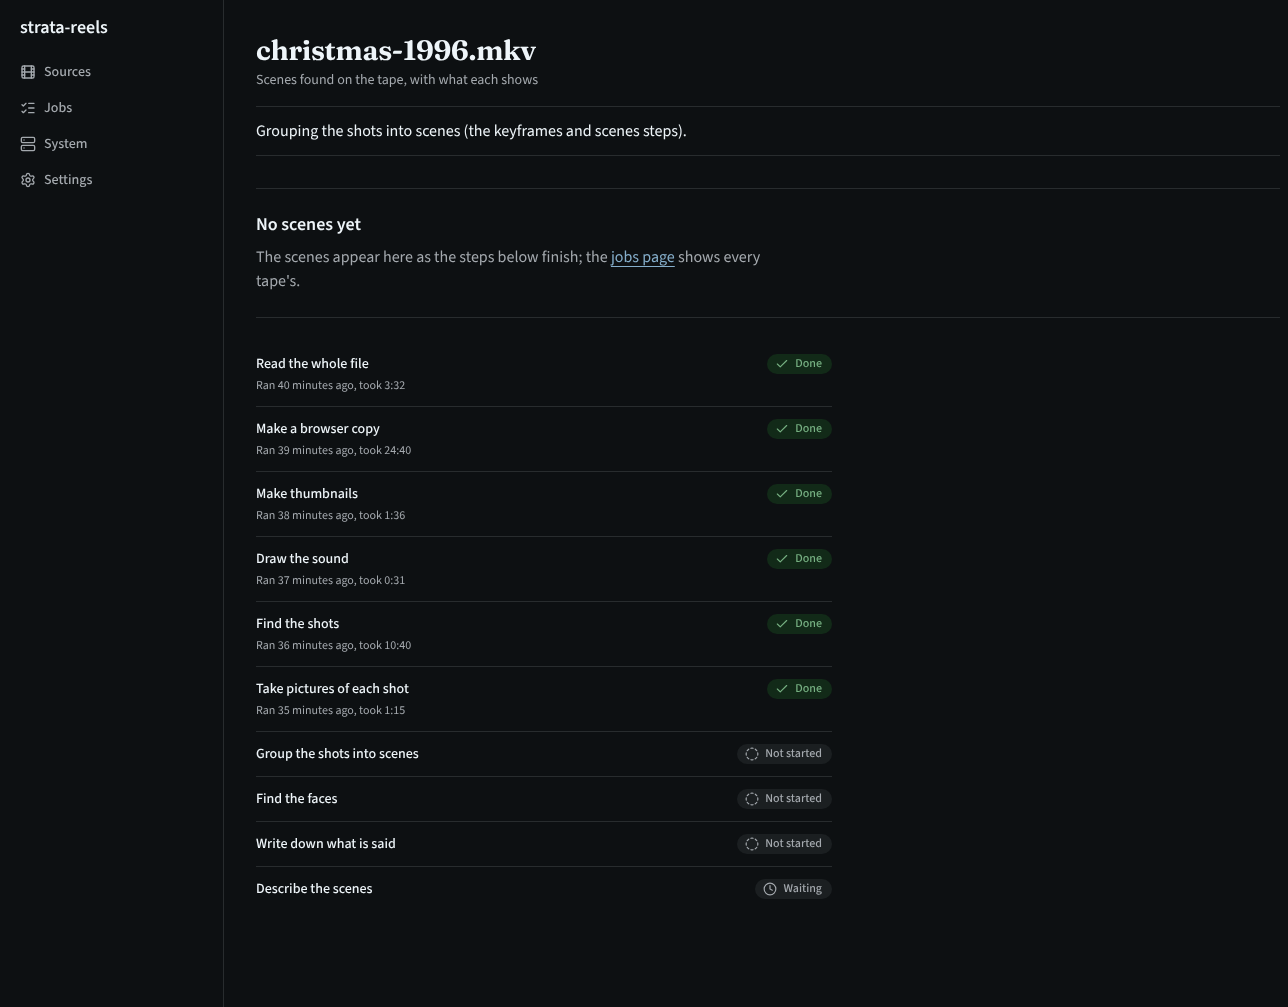 strata-reels
Sources
Jobs
System
Settings
christmas-1996.mkv
Scenes found on the tape, with what each shows
Grouping the shots into scenes (the keyframes and scenes steps).
No scenes yet
The scenes appear here as the steps below finish; the jobs page shows every
tape's.
Read the whole file
Done
Ran 40 minutes ago, took 3:32
Make a browser copy
Done
Ran 39 minutes ago, took 24:40
Make thumbnails
Done
Ran 38 minutes ago, took 1:36
Draw the sound
Done
Ran 37 minutes ago, took 0:31
Find the shots
Done
Ran 36 minutes ago, took 10:40
Take pictures of each shot
Done
Ran 35 minutes ago, took 1:15
Group the shots into scenes
Not started
Find the faces
Not started
Write down what is said
Not started
Describe the scenes
Waiting